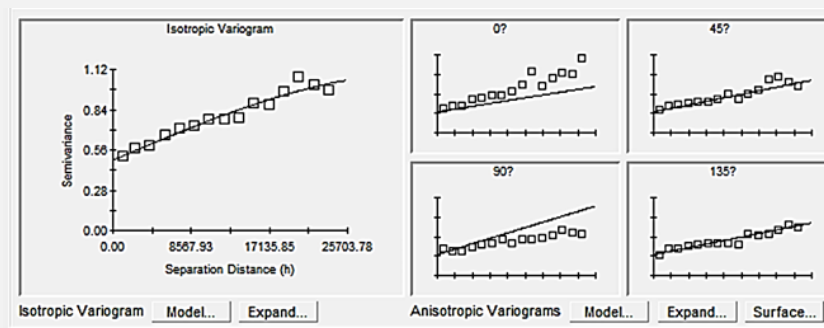 Isotropic Variogram
1.12
0.84
0.56
0.28
0.00
Semivariance
0.00 8567.93 17135.85 25703.78
Separation Distance (h)
0?
45?
90?
135?
Isotropic Variogram Model... Expand...
Anisotropic Variograms Model... Expand... Surface...